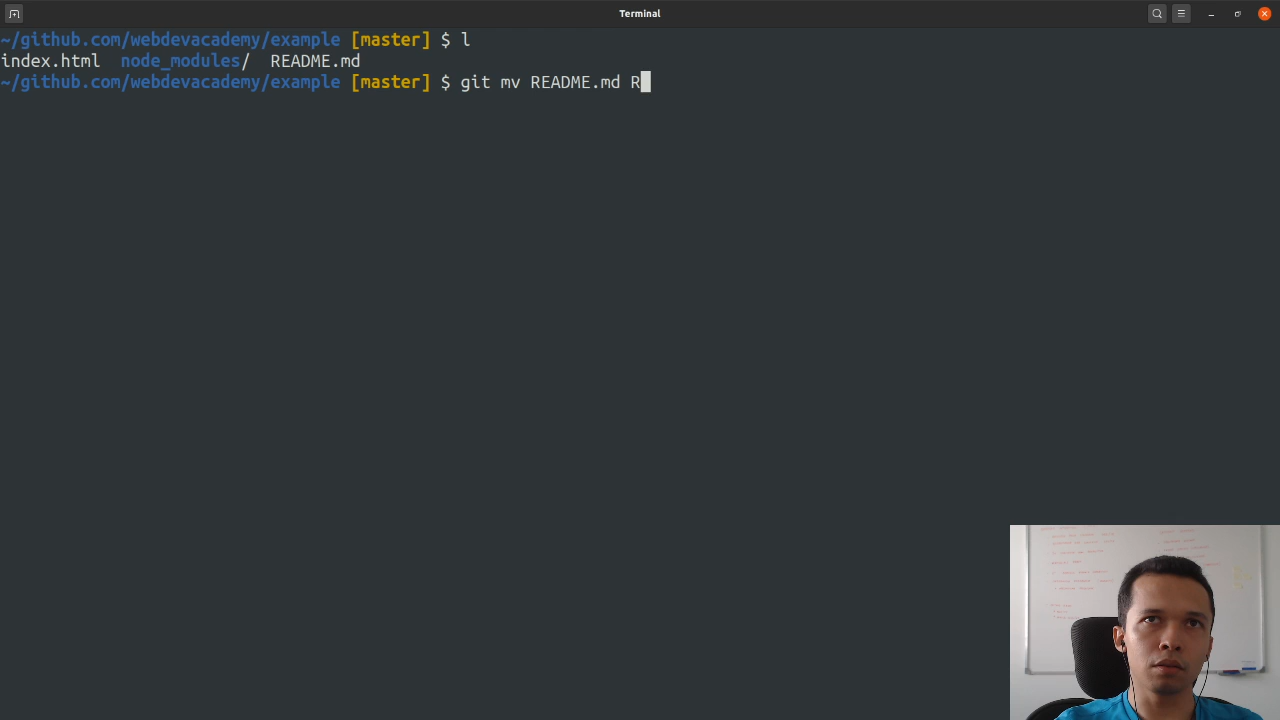 Terminal
~/github.com/webdevacademy/example [master] $ l
index.html  node_modules/  README.md
~/github.com/webdevacademy/example [master] $ git mv README.md R